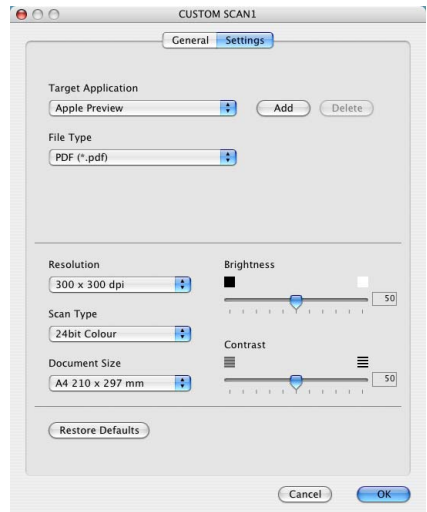 CUSTOM SCAN1
General Settings
Target Application
Apple Preview Add Delete
File Type
PDF (*.pdf)
Resolution
300 x 300 dpi
Scan Type
24bit Colour
Document Size
A4 210 x 297 mm
Brightness
50
Contrast
50
Restore Defaults
Cancel OK